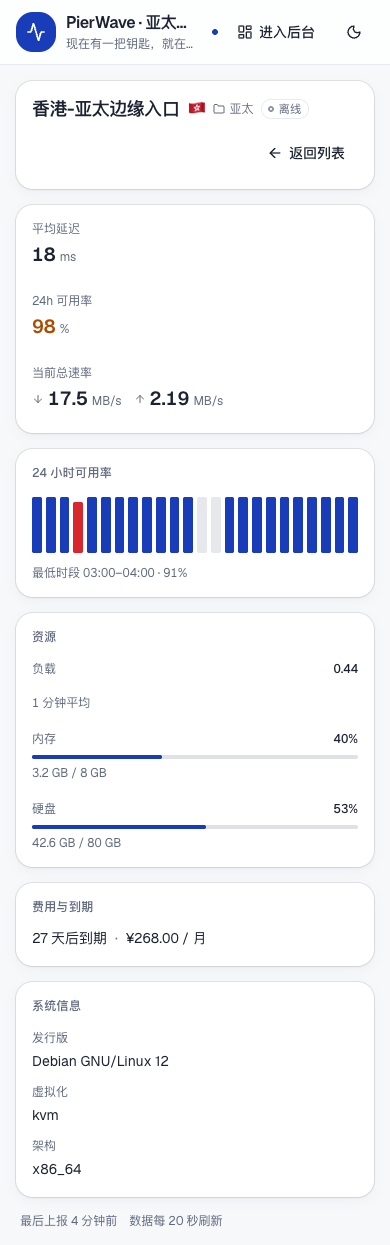 PierWave · 亚太...
现在有一把钥匙，就在...
进入后台
香港-亚太边缘入口 亚太 离线
返回列表
平均延迟
18 ms
24h 可用率
98 %
当前总速率
↓ 17.5 MB/s ↑ 2.19 MB/s
24 小时可用率
最低时段 03:00–04:00 · 91%
资源
负载 0.44
1 分钟平均
内存 40%
3.2 GB / 8 GB
硬盘 53%
42.6 GB / 80 GB
费用与到期
27 天后到期 · ¥268.00 / 月
系统信息
发行版
Debian GNU/Linux 12
虚拟化
kvm
架构
x86_64
最后上报 4 分钟前 数据每 20 秒刷新